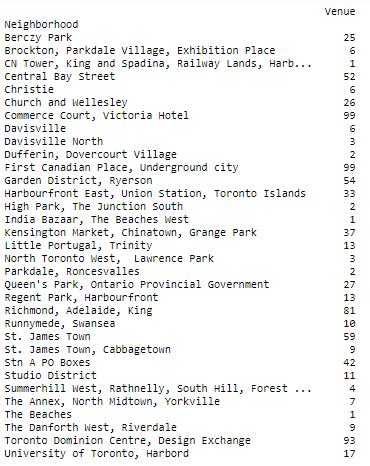 Venue
Neighborhood
Berczy Park 25
Brockton, Parkdale Village, Exhibition Place 6
CN Tower, King and Spadina, Railway Lands, Harb... 1
Central Bay Street 52
Christie 6
Church and Wellesley 26
Commerce Court, Victoria Hotel 99
Davisville 6
Davisville North 3
Dufferin, Dovercourt Village 2
First Canadian Place, Underground city 99
Garden District, Ryerson 54
Harbourfront East, Union Station, Toronto Islands 33
High Park, The Junction South 2
India Bazaar, The Beaches West 1
Kensington Market, Chinatown, Grange Park 37
Little Portugal, Trinity 13
North Toronto West, Lawrence Park 3
Parkdale, Roncesvalles 2
Queen's Park, Ontario Provincial Government 27
Regent Park, Harbourfront 13
Richmond, Adelaide, King 81
Runnymede, Swansea 10
St. James Town 59
St. James Town, Cabbagetown 9
Stn A PO Boxes 42
Studio District 11
Summerhill West, Rathnelly, South Hill, Forest ... 4
The Annex, North Midtown, Yorkville 7
The Beaches 1
The Danforth West, Riverdale 9
Toronto Dominion Centre, Design Exchange 93
University of Toronto, Harbord 17